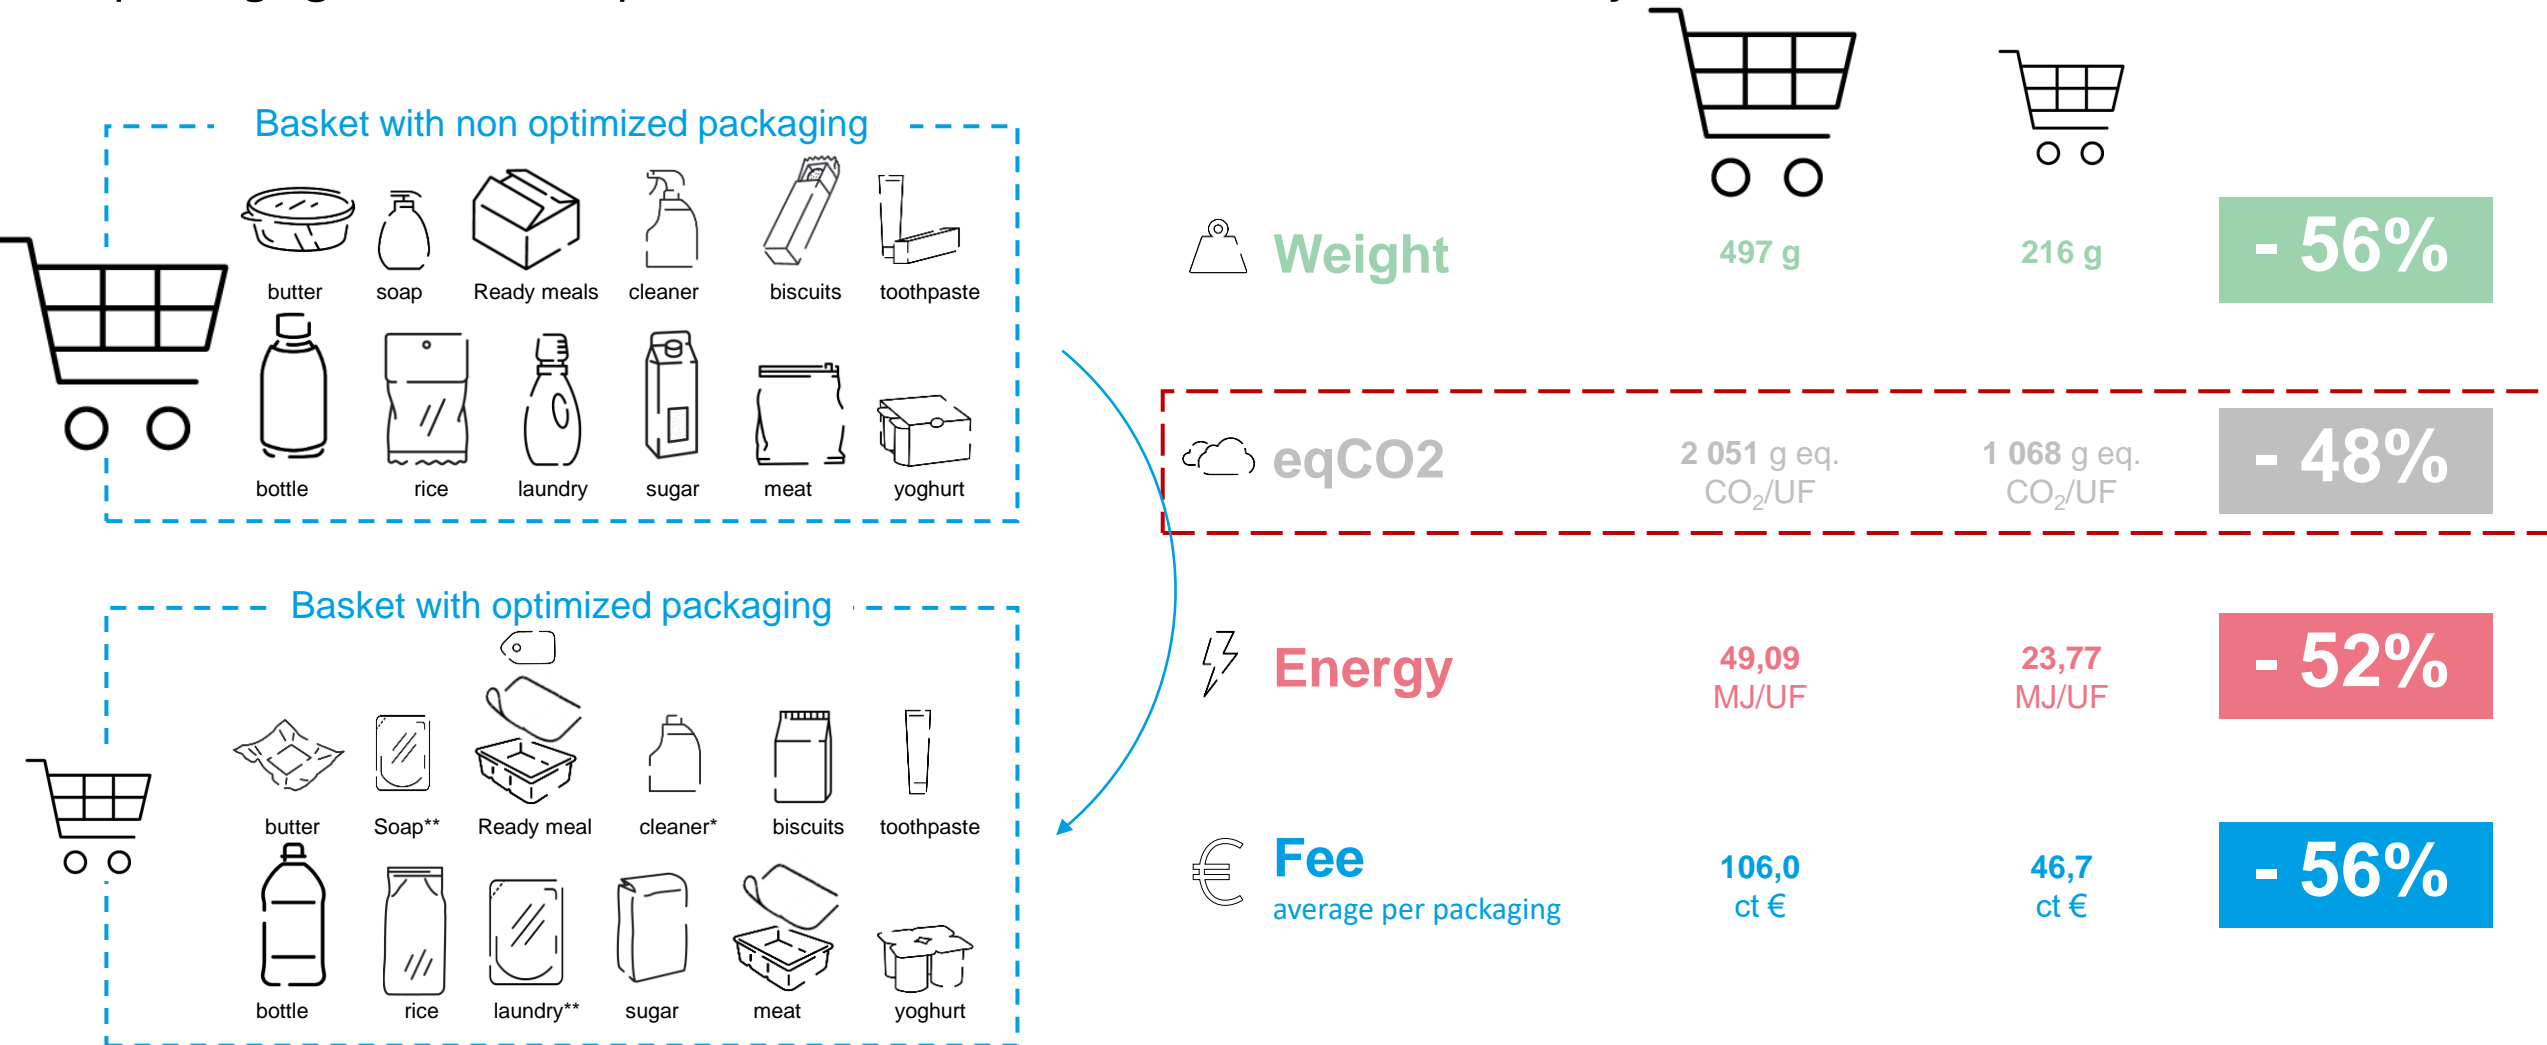 Basket with non optimized packaging
butter soap Ready meals cleaner biscuits toothpaste
bottle rice laundry sugar meat yoghurt
Basket with optimized packaging
butter Soap** Ready meal cleaner* biscuits toothpaste
bottle rice laundry** sugar meat yoghurt
Weight 497 g 216 g - 56%
eqCO2 2 051 g eq. CO₂/UF 1 068 g eq. CO₂/UF - 48%
Energy 49,09 MJ/UF 23,77 MJ/UF - 52%
Fee 106,0 ct € 46,7 ct € - 56%
average per packaging